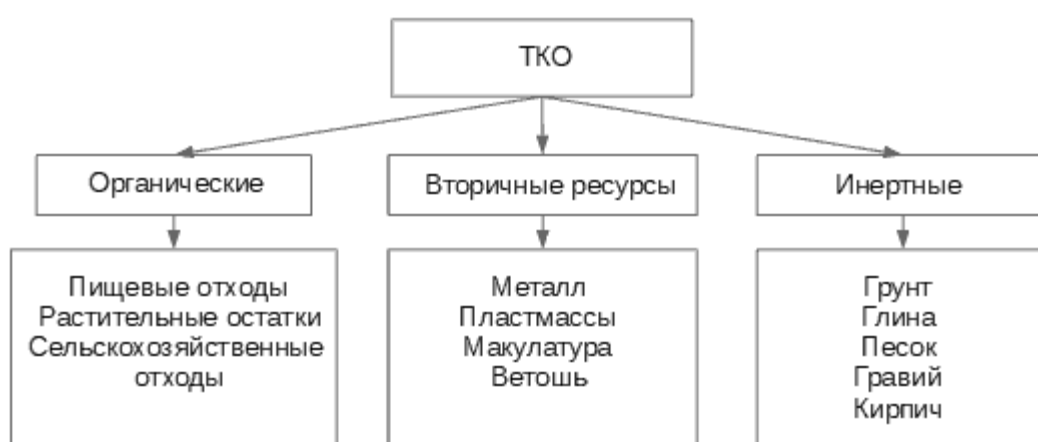 ТКО
Органические
Вторичные ресурсы
Инертные
Пищевые отходы
Растительные остатки
Сельскохозяйственные
отходы
Металл
Пластмассы
Макулатура
Ветошь
Грунт
Глина
Песок
Гравий
Кирпич